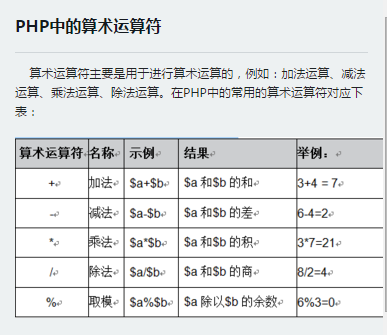 PHP中的算术运算符
算术运算符主要是用于进行算术运算的，例如：加法运算、减法
运算、乘法运算、除法运算。在PHP中的常用的算术运算符对应下
表：
算术运算符 名称 示例 结果 举例：
+ 加法 $a+$b $a 和$b 的和 3+4 = 7
- 减法 $a-$b $a 和$b 的差 6-4=2
* 乘法 $a*$b $a 和$b 的积 3*7=21
/ 除法 $a/$b $a 和$b 的商 8/2=4
% 取模 $a%$b $a 除以$b 的余数 6%3=0